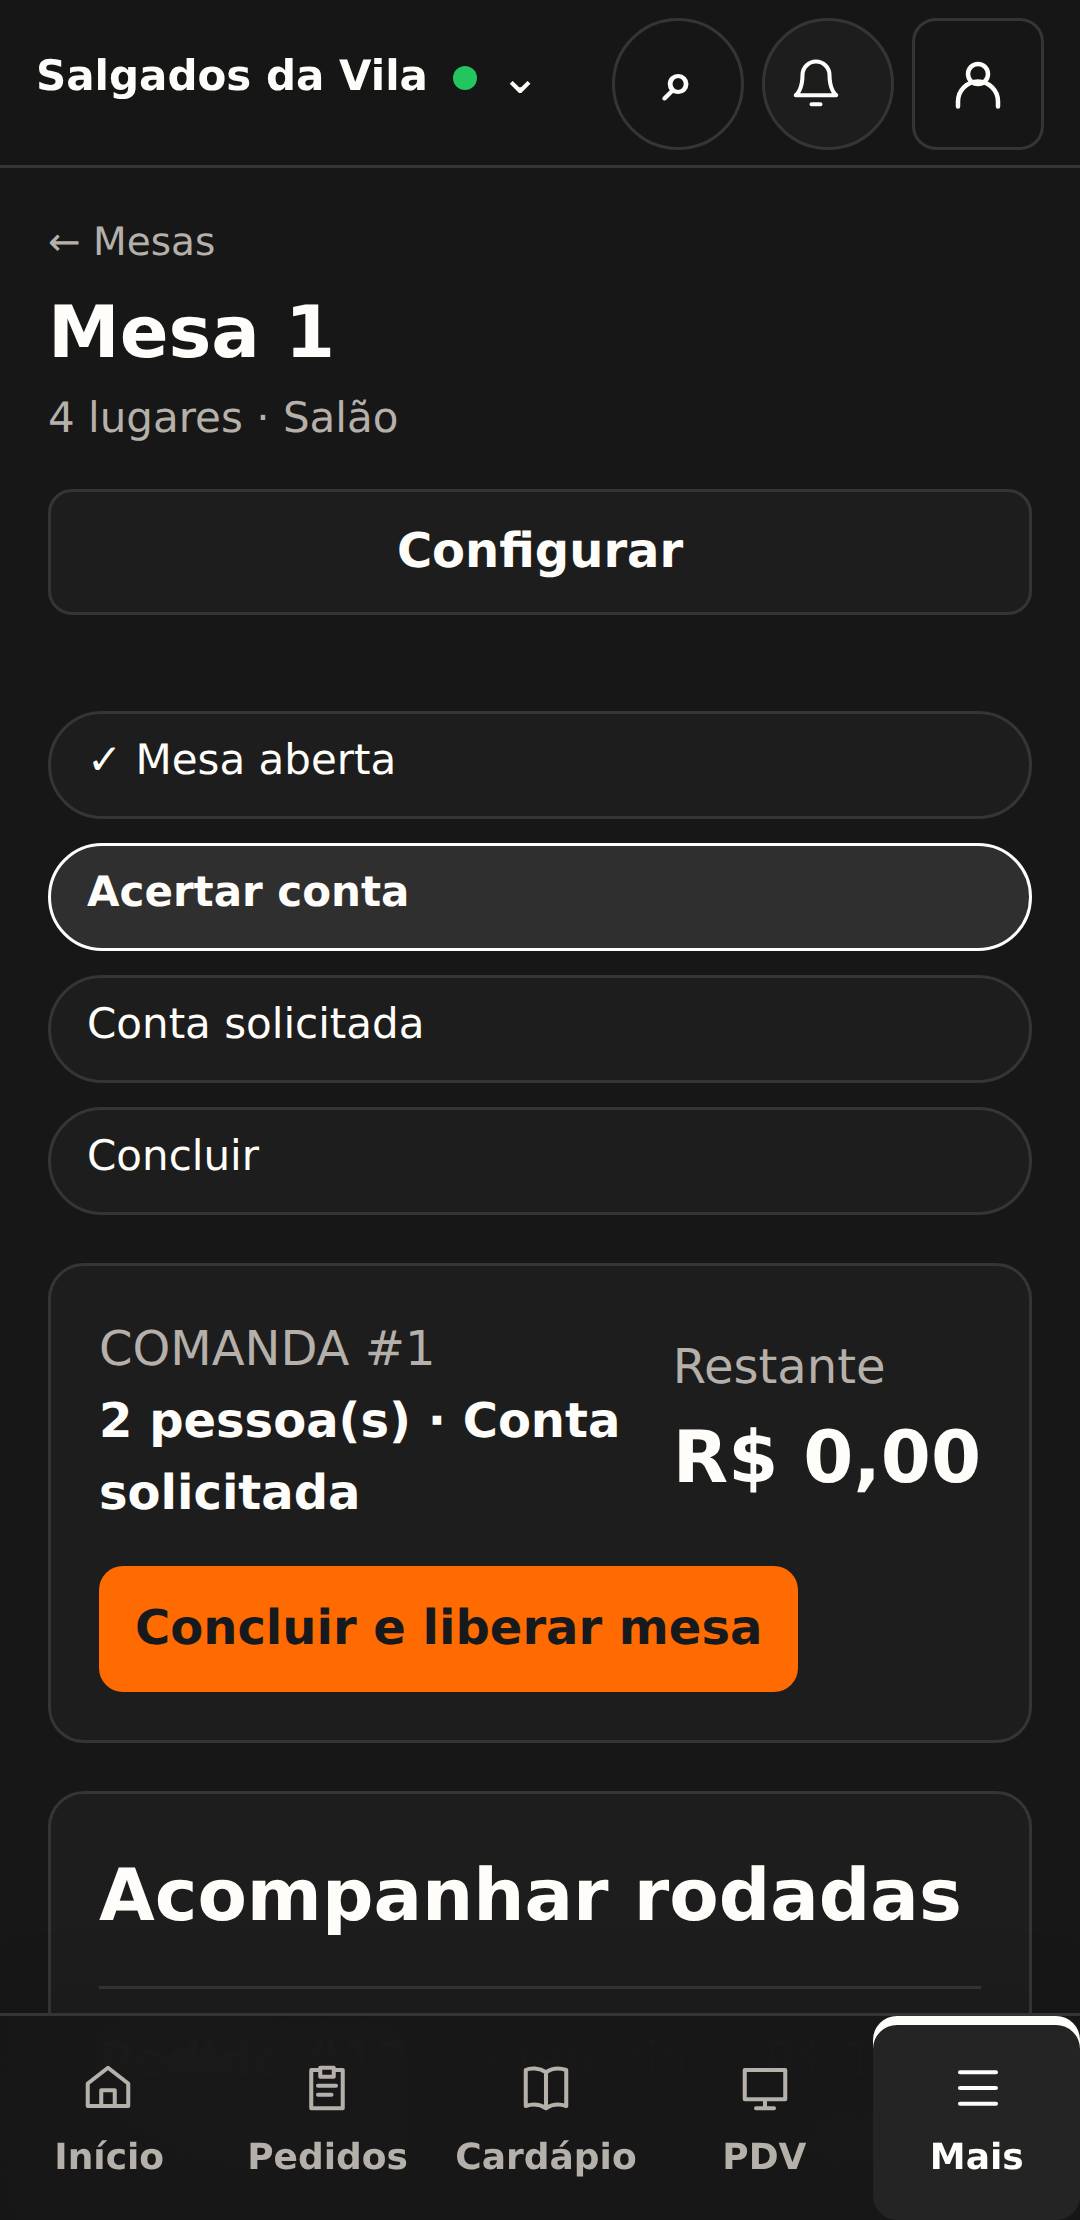 Salgados da Vila
← Mesas
Mesa 1
4 lugares · Salão
Configurar
✓ Mesa aberta
Acertar conta
Conta solicitada
Concluir
COMANDA #1
2 pessoa(s) · Conta
solicitada
Restante
R$ 0,00
Concluir e liberar mesa
Acompanhar rodadas
Início
Pedidos
Cardápio
PDV
Mais